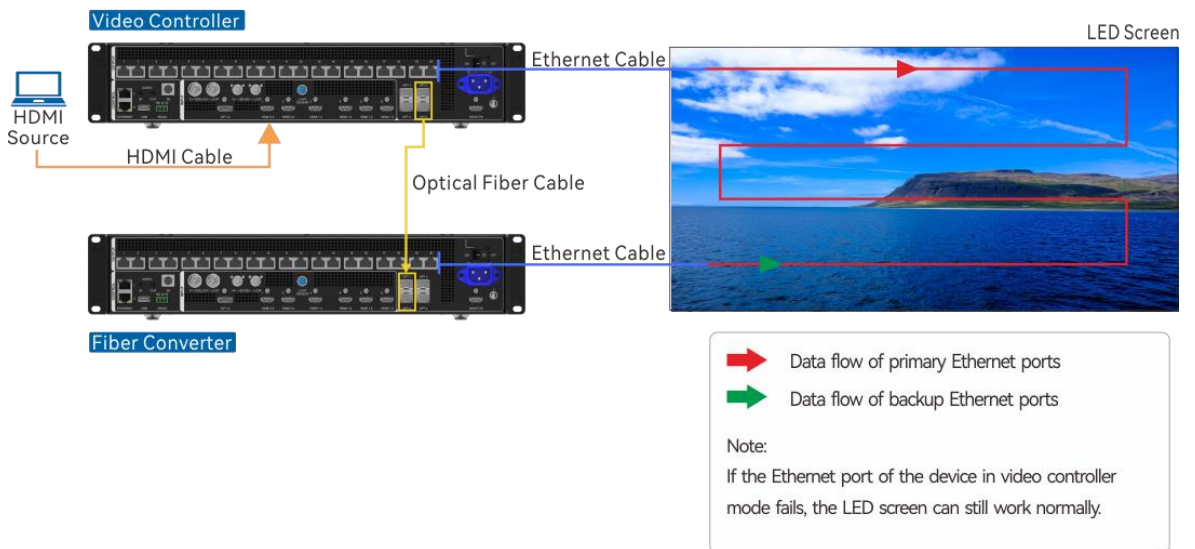 Video Controller
LED Screen
Ethernet Cable
HDMI
Source
HDMI Cable
Optical Fiber Cable
Ethernet Cable
Fiber Converter
Data flow of primary Ethernet ports
Data flow of backup Ethernet ports
Note:
If the Ethernet port of the device in video controller
mode fails, the LED screen can still work normally.